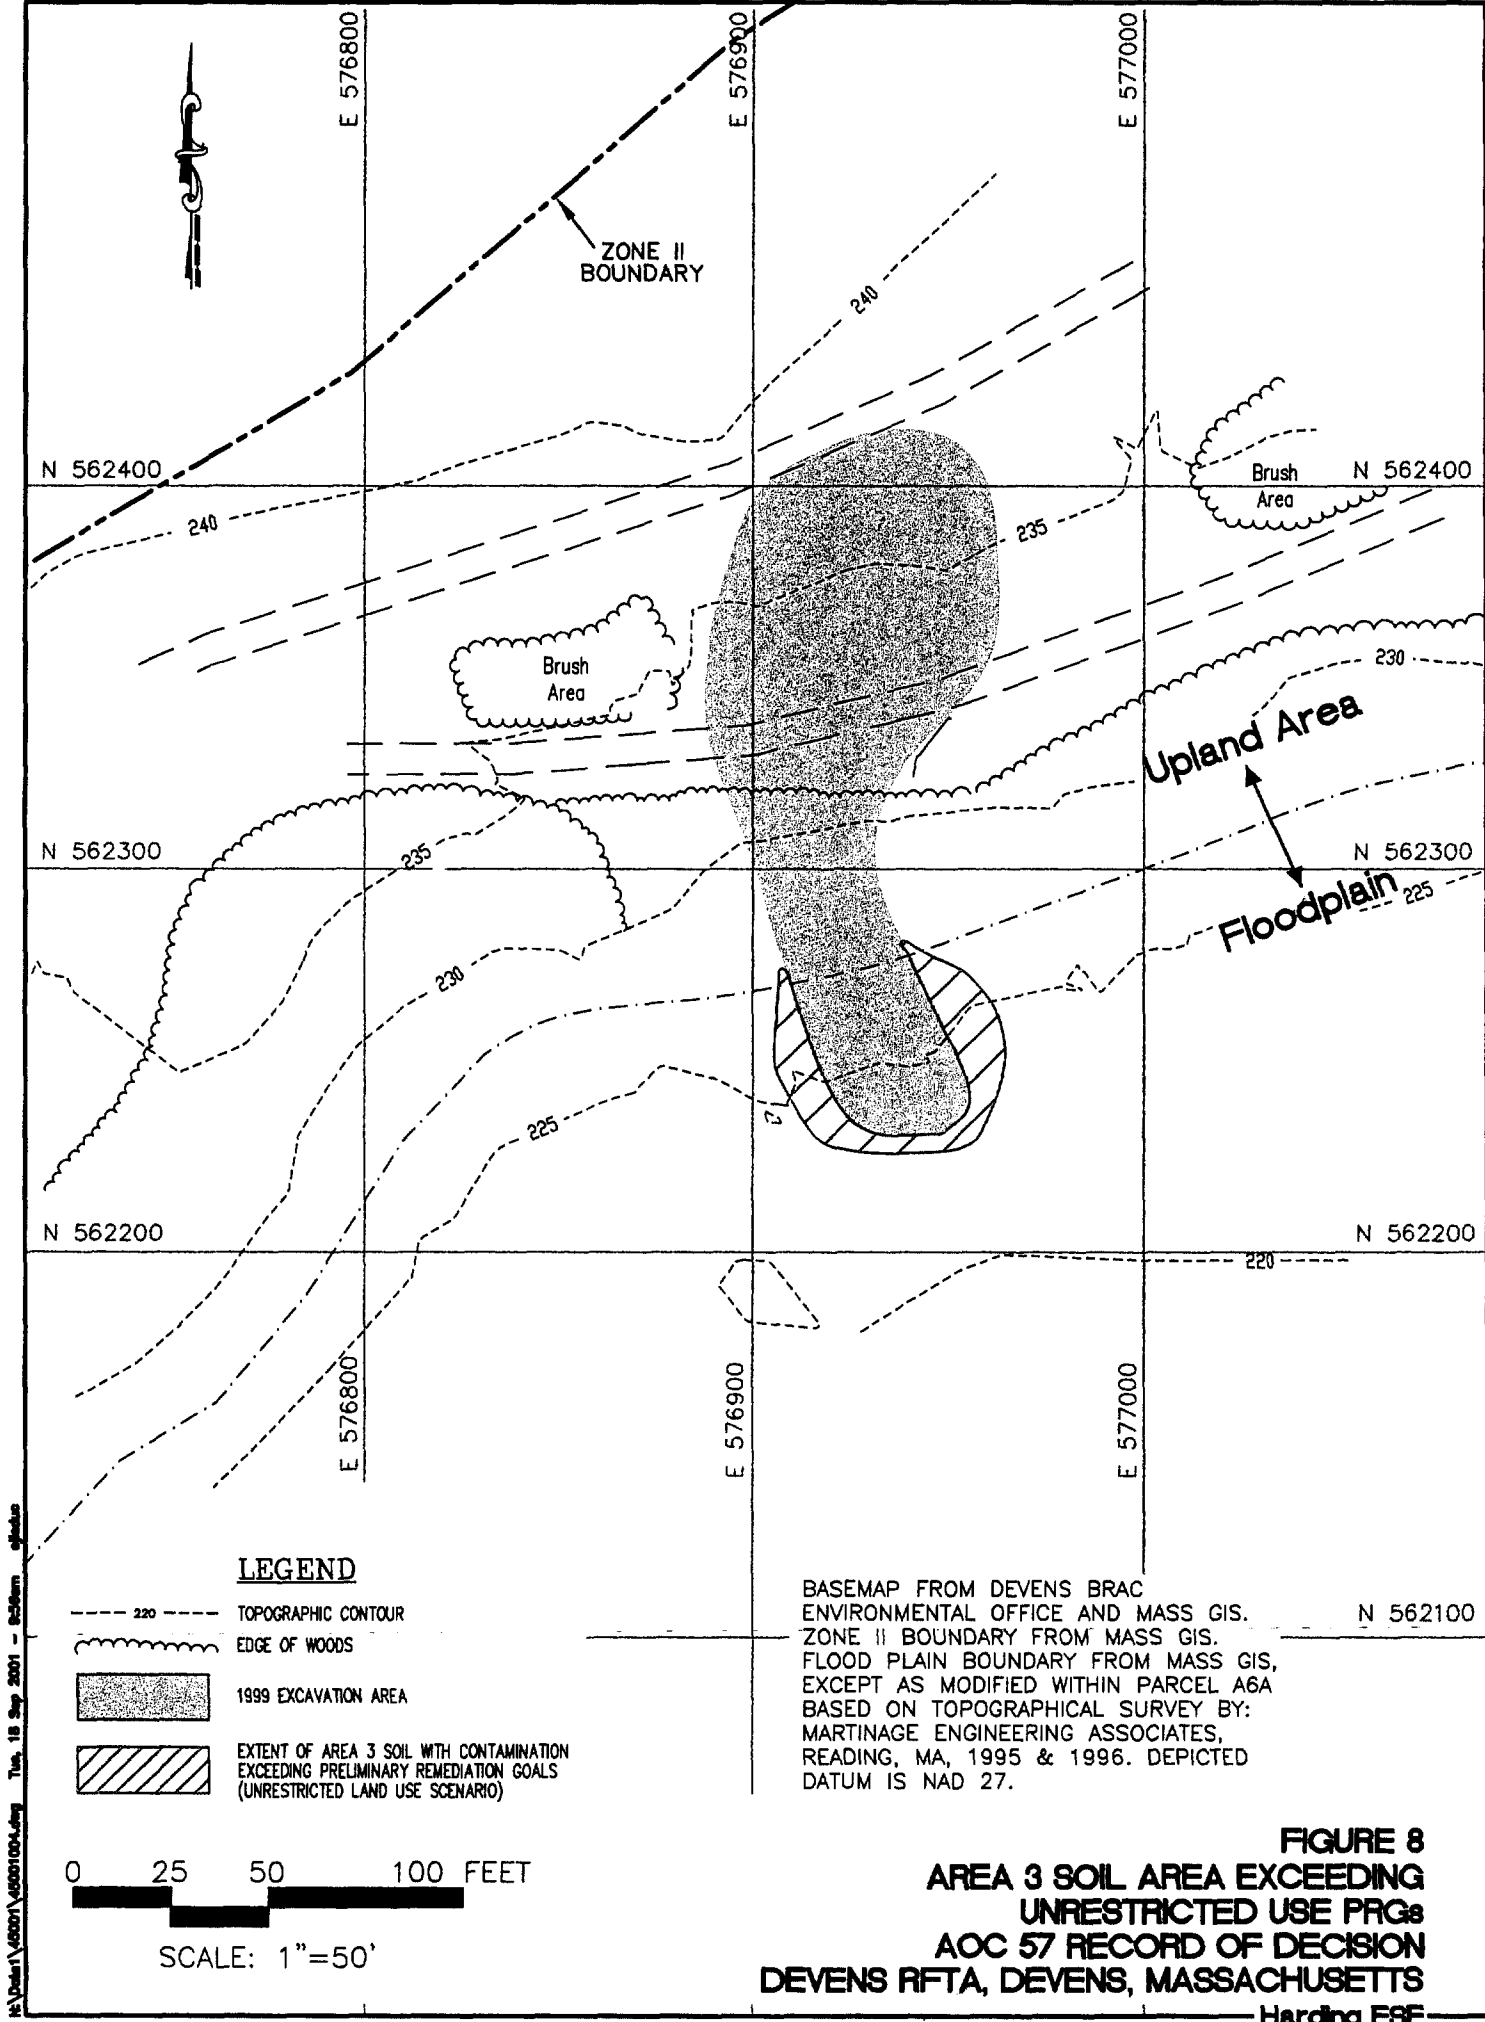 E 576800
E 576900
E 577000
ZONE II
BOUNDARY
240
N 562400
Brush
Area
N 562400
240
235
Brush
Area
230
Upland Area
N 562300
235
N 562300
Floodplain
225
230
225
N 562200
N 562200
220
E 576800
E 576900
E 577000
LEGEND
220 TOPOGRAPHIC CONTOUR
EDGE OF WOODS
1999 EXCAVATION AREA
EXTENT OF AREA 3 SOIL WITH CONTAMINATION
EXCEEDING PRELIMINARY REMEDIATION GOALS
(UNRESTRICTED LAND USE SCENARIO)
BASEMAP FROM DEVENS BRAC
ENVIRONMENTAL OFFICE AND MASS GIS.
ZONE II BOUNDARY FROM MASS GIS.
FLOOD PLAIN BOUNDARY FROM MASS GIS,
EXCEPT AS MODIFIED WITHIN PARCEL A6A
BASED ON TOPOGRAPHICAL SURVEY BY:
MARTINAGE ENGINEERING ASSOCIATES,
READING, MA, 1995 & 1996. DEPICTED
DATUM IS NAD 27.
N 562100
0 25 50 100 FEET
SCALE: 1"=50'
FIGURE 8
AREA 3 SOIL AREA EXCEEDING
UNRESTRICTED USE PRGs
AOC 57 RECORD OF DECISION
DEVENS RFTA, DEVENS, MASSACHUSETTS
Harding ESE
Tue, 18 Sep 2001 - 9:56am